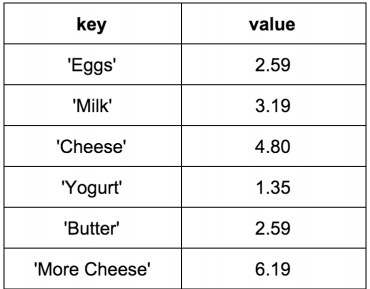 key value
'Eggs' 2.59
'Milk' 3.19
'Cheese' 4.80
'Yogurt' 1.35
'Butter' 2.59
'More Cheese' 6.19